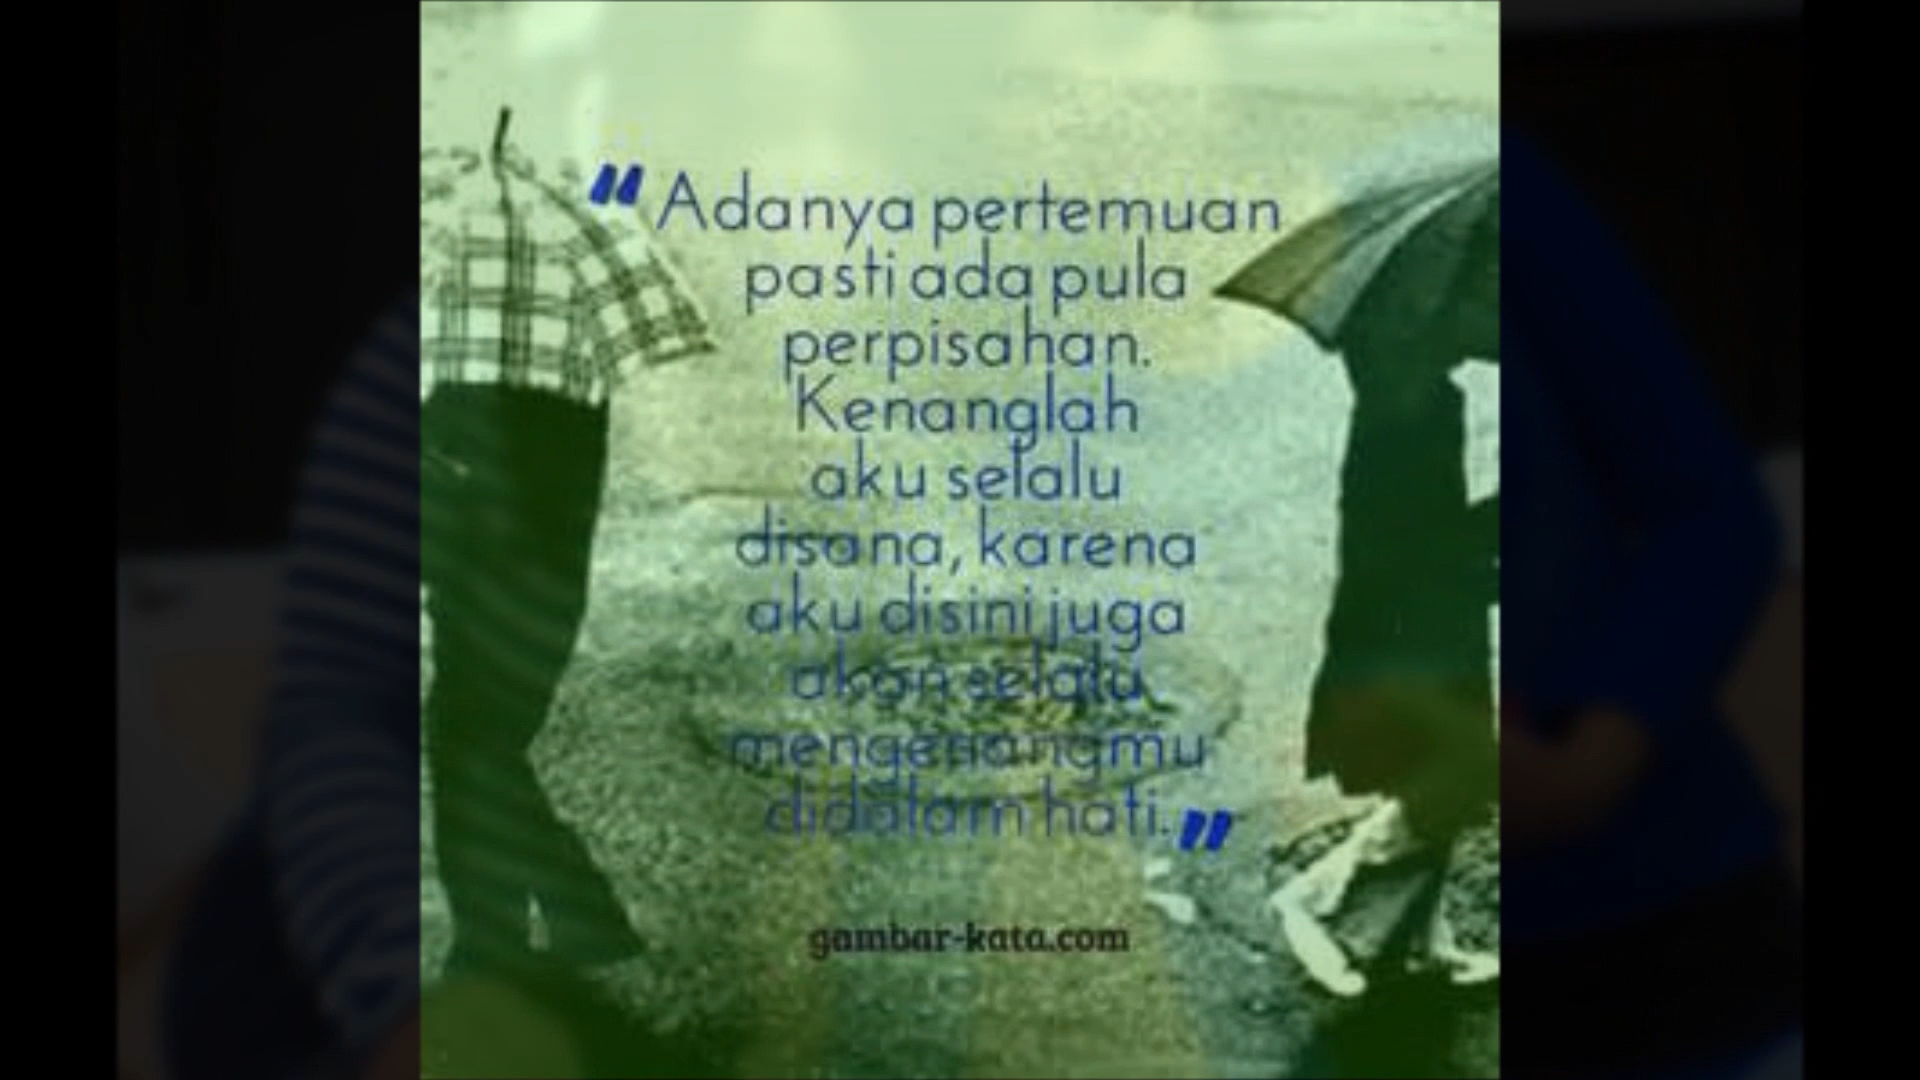 "Adanya pertemuan
pasti ada pula
perpisahan.
Kenanglah
aku selalu
disana, karena
aku disini juga
akan selalu
mengenangmu
didalam hati."
gambar-kata.com